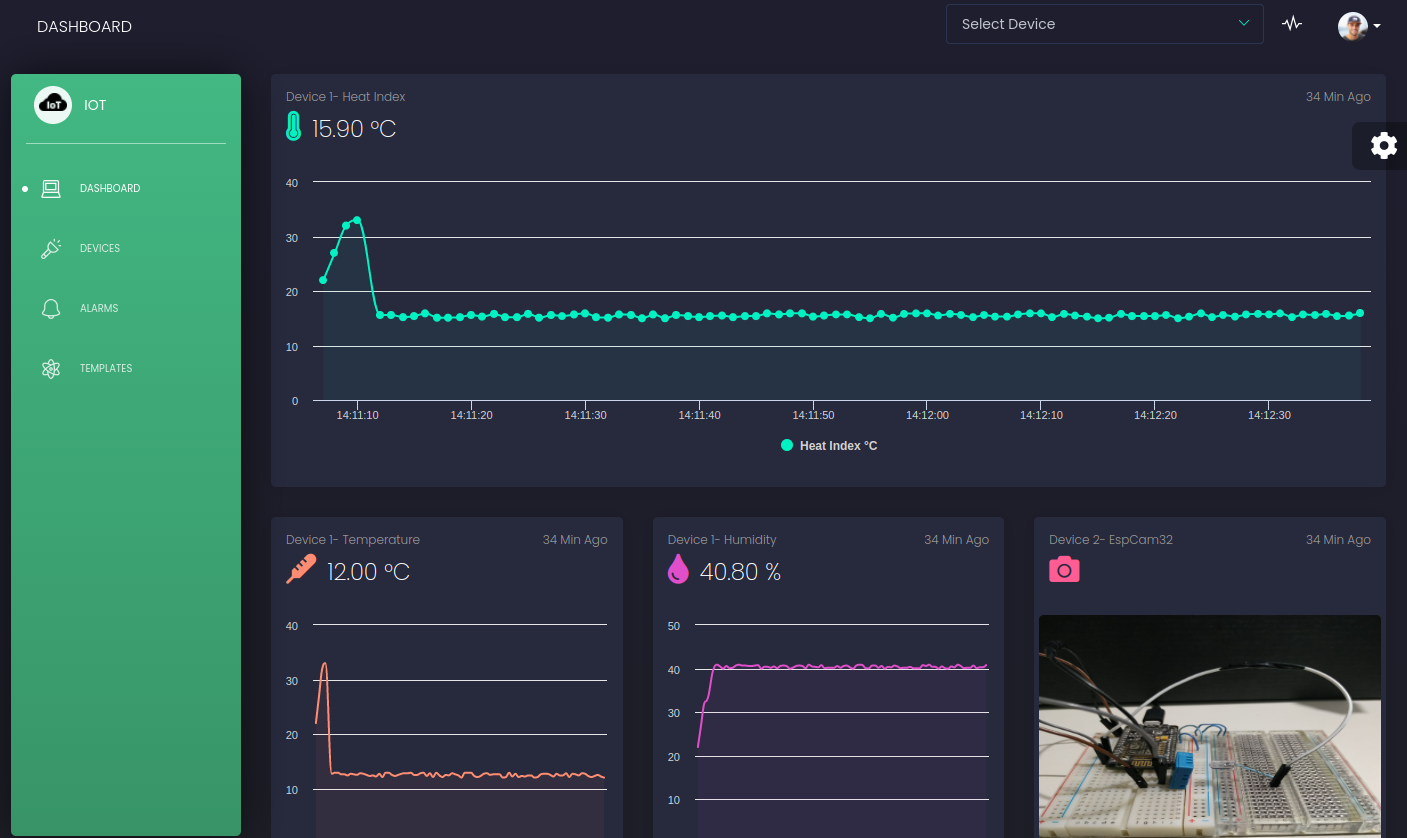 DASHBOARD
Select Device
IoT
IOT
DASHBOARD
DEVICES
ALARMS
TEMPLATES
Device 1- Heat Index
34 Min Ago
15.90 °C
40
30
20
10
0
14:11:10 14:11:20 14:11:30 14:11:40 14:11:50 14:12:00 14:12:10 14:12:20 14:12:30
Heat Index °C
Device 1- Temperature
34 Min Ago
12.00 °C
40
30
20
10
Device 1- Humidity
34 Min Ago
40.80 %
50
40
30
20
10
Device 2- EspCam32
34 Min Ago